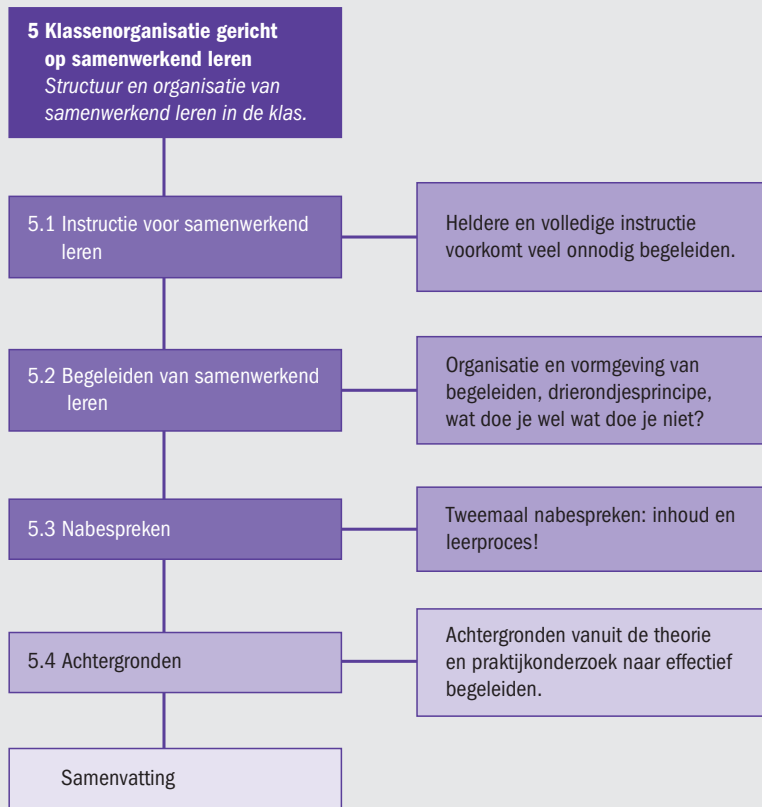 5 Klassenorganisatie gericht
op samenwerkend leren
Structuur en organisatie van
samenwerkend leren in de klas.
5.1 Instructie voor samenwerkend
leren
Heldere en volledige instructie
voorkomt veel onnodig begeleiden.
5.2 Begeleiden van samenwerkend
leren
Organisatie en vormgeving van
begeleiden, drierondjesprincipe,
wat doe je wel wat doe je niet?
5.3 Nabespreken
Tweemaal nabespreken: inhoud en
leerproces!
5.4 Achtergronden
Achtergronden vanuit de theorie
en praktijkonderzoek naar effectief
begeleiden.
Samenvatting